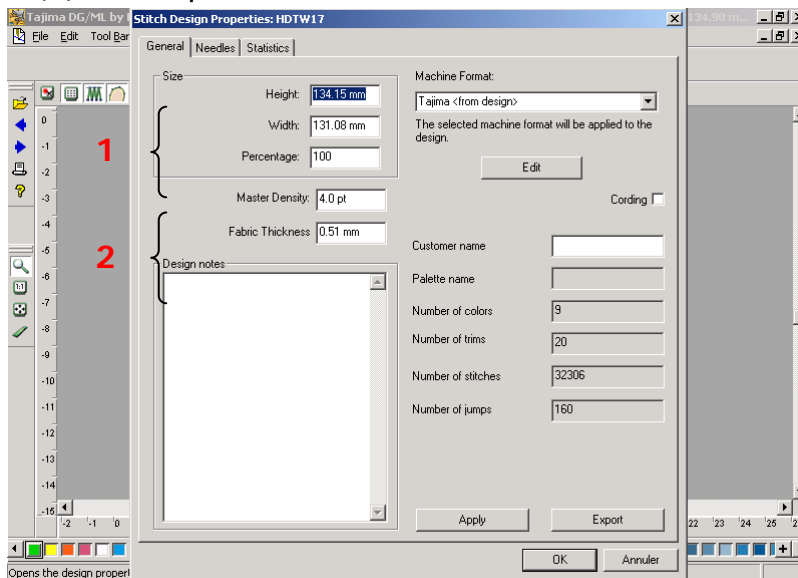 Stitch Design Properties: HDTW17
Tajima DG/ML by
134.90 m...
File Edit Tool Bar
General Needles Statistics
Size
Height: 134.15 mm
Width: 131.08 mm
Percentage: 100
Master Density: 4.0 pt
Fabric Thickness 0.51 mm
Design notes
Machine Format:
Tajima <from design>
The selected machine format will be applied to the
design.
Edit
Cording
Customer name
Palette name
Number of colors 9
Number of trims 20
Number of stitches 32306
Number of jumps 160
Apply Export
OK Annuler
1
2
0
-1
-2
-3
-4
-5
-6
-7
-8
-9
-10
-11
-12
-13
-14
-15
-2 -1 0
22 23 24 25
1:1
Opens the design propert